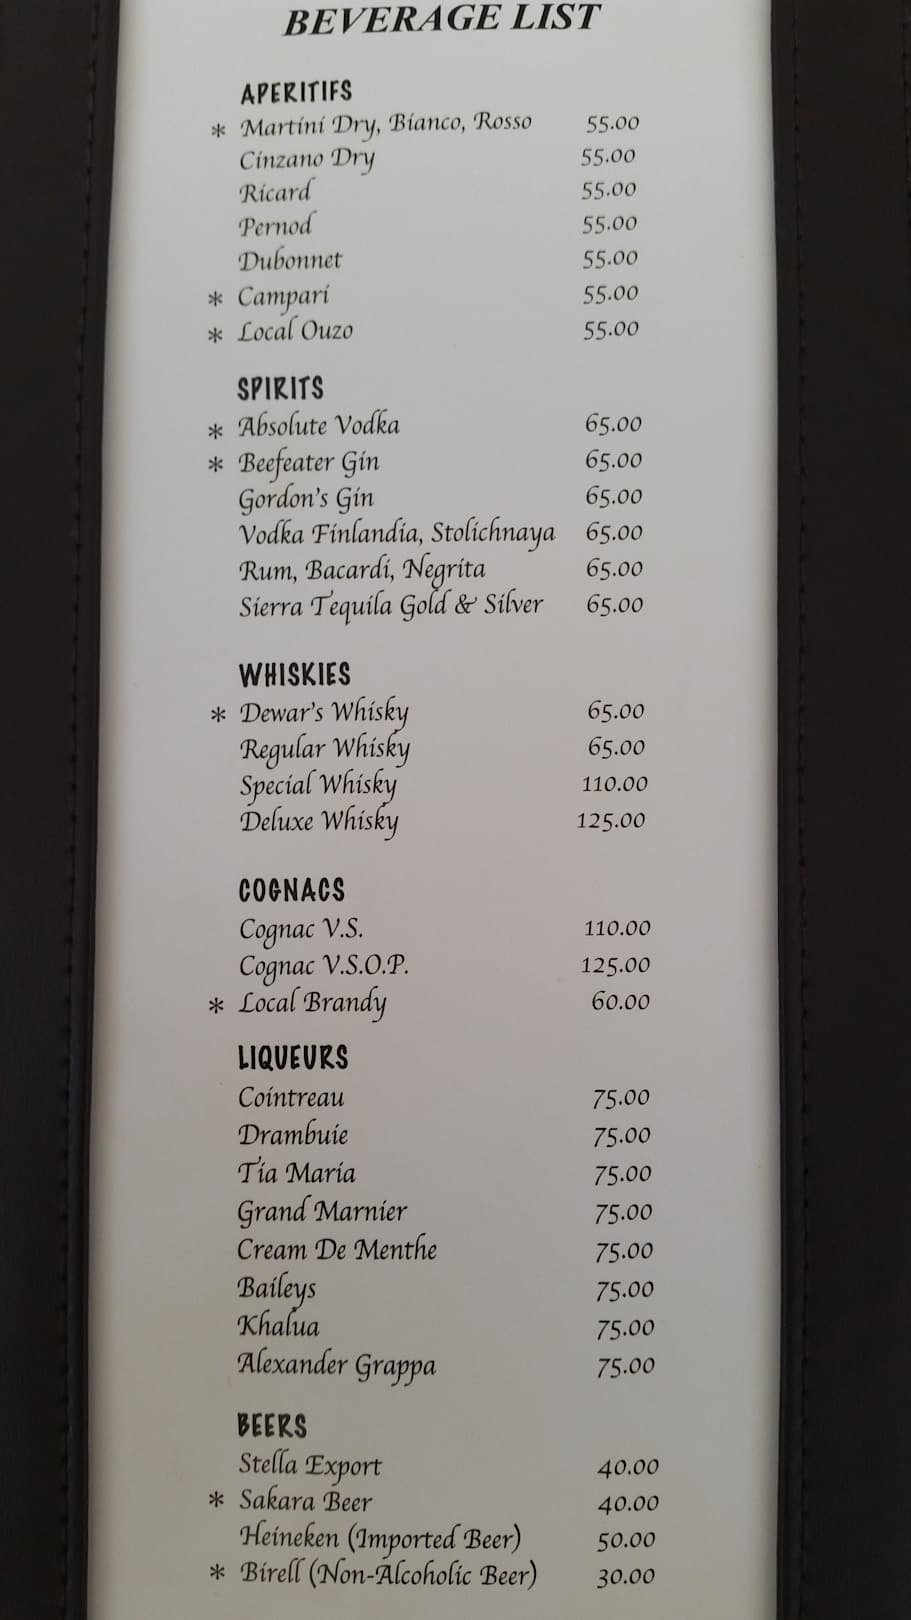 BEVERAGE LIST
APERITIFS
* Martini Dry, Bianco, Rosso 55.00
Cinzano Dry 55.00
Ricard 55.00
Pernod 55.00
Dubonnet 55.00
* Campari 55.00
* Local Ouzo 55.00
SPIRITS
* Absolute Vodka 65.00
* Beefeater Gin 65.00
Gordon's Gin 65.00
Vodka Finlandia, Stolichnaya 65.00
Rum, Bacardi, Negrita 65.00
Sierra Tequila Gold & Silver 65.00
WHISKIES
* Dewar's Whisky 65.00
Regular Whisky 65.00
Special Whisky 110.00
Deluxe Whisky 125.00
COGNACS
Cognac V.S. 110.00
Cognac V.S.O.P. 125.00
* Local Brandy 60.00
LIQUEURS
Cointreau 75.00
Drambuie 75.00
Tia Maria 75.00
Grand Marnier 75.00
Cream De Menthe 75.00
Baileys 75.00
Khalua 75.00
Alexander Grappa 75.00
BEERS
Stella Export 40.00
* Sakara Beer 40.00
Heineken (Imported Beer) 50.00
* Birell (Non-Alcoholic Beer) 30.00